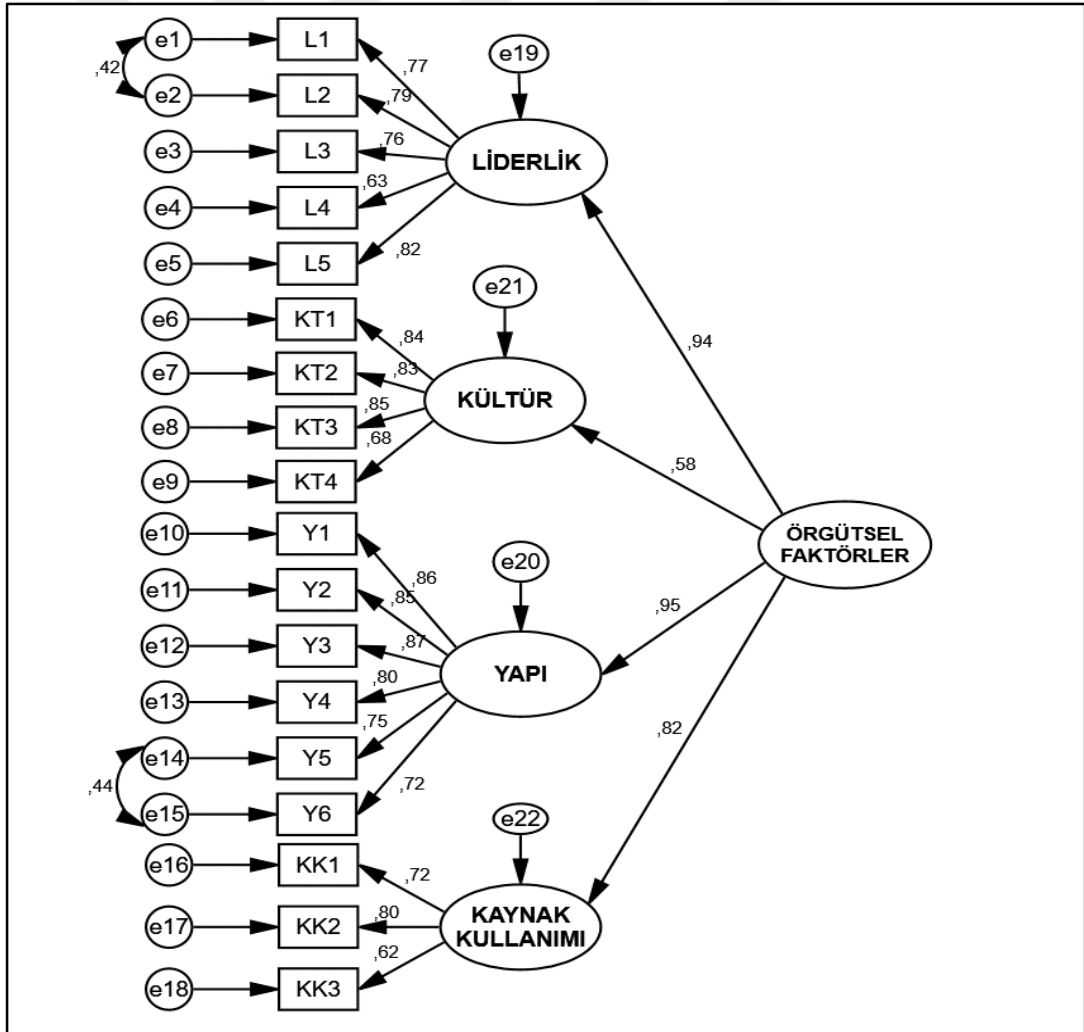 e1 L1 e19
,77
,42
e2 L2 ,79
e3 L3 ,76
LİDERLİK
e4 L4 ,63
e5 L5 ,82
e21
e6 KT1 ,84
,94
e7 KT2 ,83
KÜLTÜR
e8 KT3 ,85
,68
,58
e9 KT4
e10 Y1
ÖRGÜTSEL
FAKTÖRLER
e20
,86
e11 Y2 ,85
,95
e12 Y3 ,87
YAPI
e13 Y4 ,80
,75
,82
e14 Y5
,44
,72
e15 Y6
e22
e16 KK1 ,72
KAYNAK
KULLANIMI
e17 KK2 ,80
,62
e18 KK3